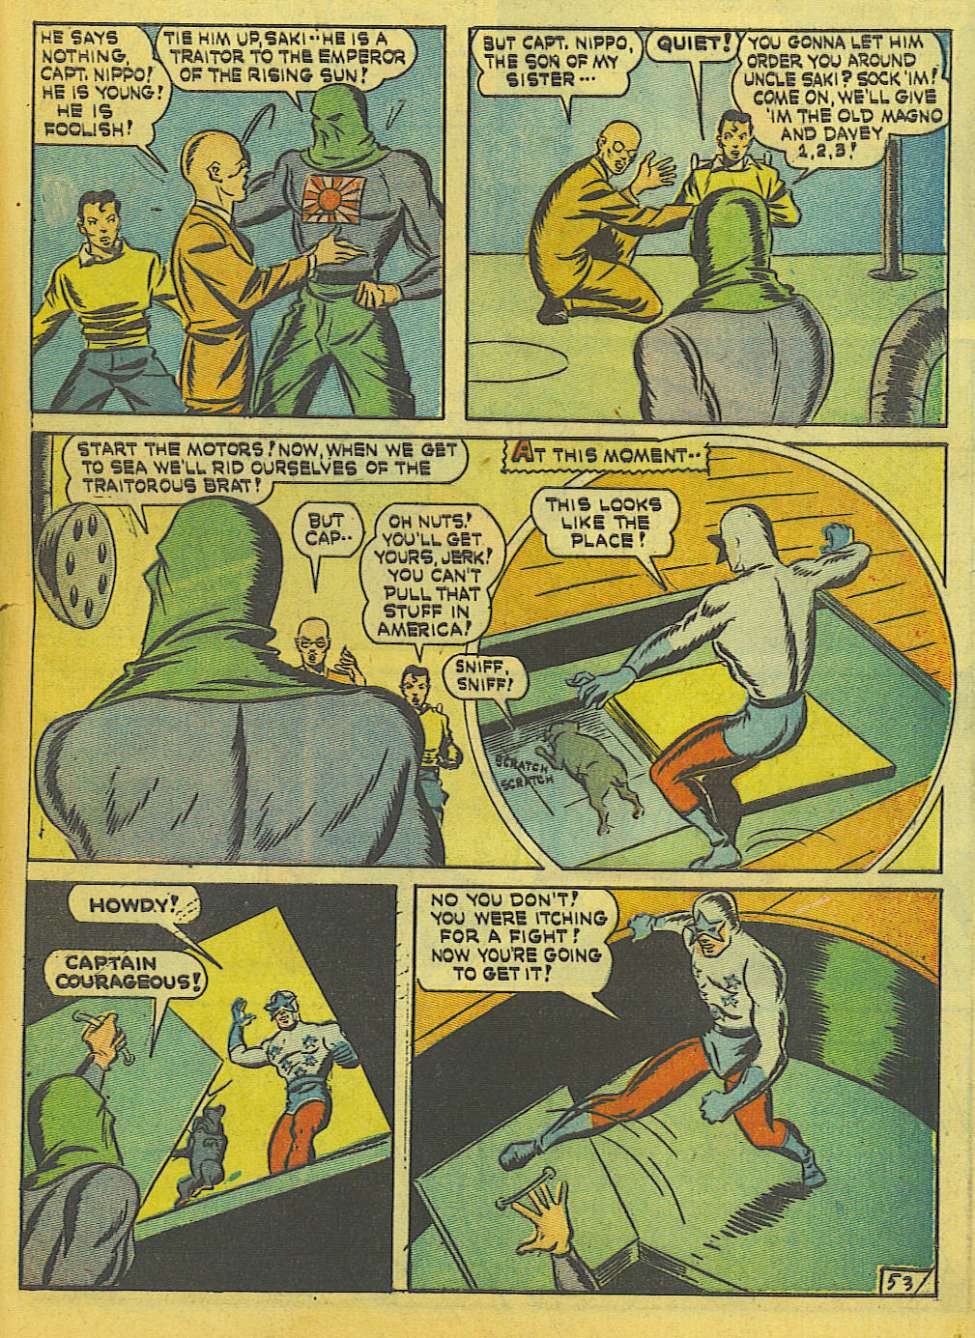 HE SAYS
NOTHING,
CAPT. NIPPO!
HE IS YOUNG!
HE IS
FOOLISH!
TIE HIM UP, SAKI--HE IS A
TRAITOR TO THE EMPEROR
OF THE RISING SUN!
BUT CAPT. NIPPO,
THE SON OF MY
SISTER---
QUIET!
YOU GONNA LET HIM
ORDER YOU AROUND
UNCLE SAKI? SOCK 'IM!
COME ON, WE'LL GIVE
'IM THE OLD MAGNO
AND DAVEY
1,2,3!
START THE MOTORS! NOW, WHEN WE GET
TO SEA WE'LL RID OURSELVES OF THE
TRAITOROUS BRAT!
BUT
CAP--
OH NUTS!
YOU'LL GET
YOURS, JERK!
YOU CAN'T
PULL THAT
STUFF IN
AMERICA!
AT THIS MOMENT--
THIS LOOKS
LIKE THE
PLACE!
SNIFF,
SNIFF!
SCRATCH
SCRATCH
HOWDY!
CAPTAIN
COURAGEOUS!
NO YOU DON'T!
YOU WERE ITCHING
FOR A FIGHT!
NOW YOU'RE GOING
TO GET IT!
53